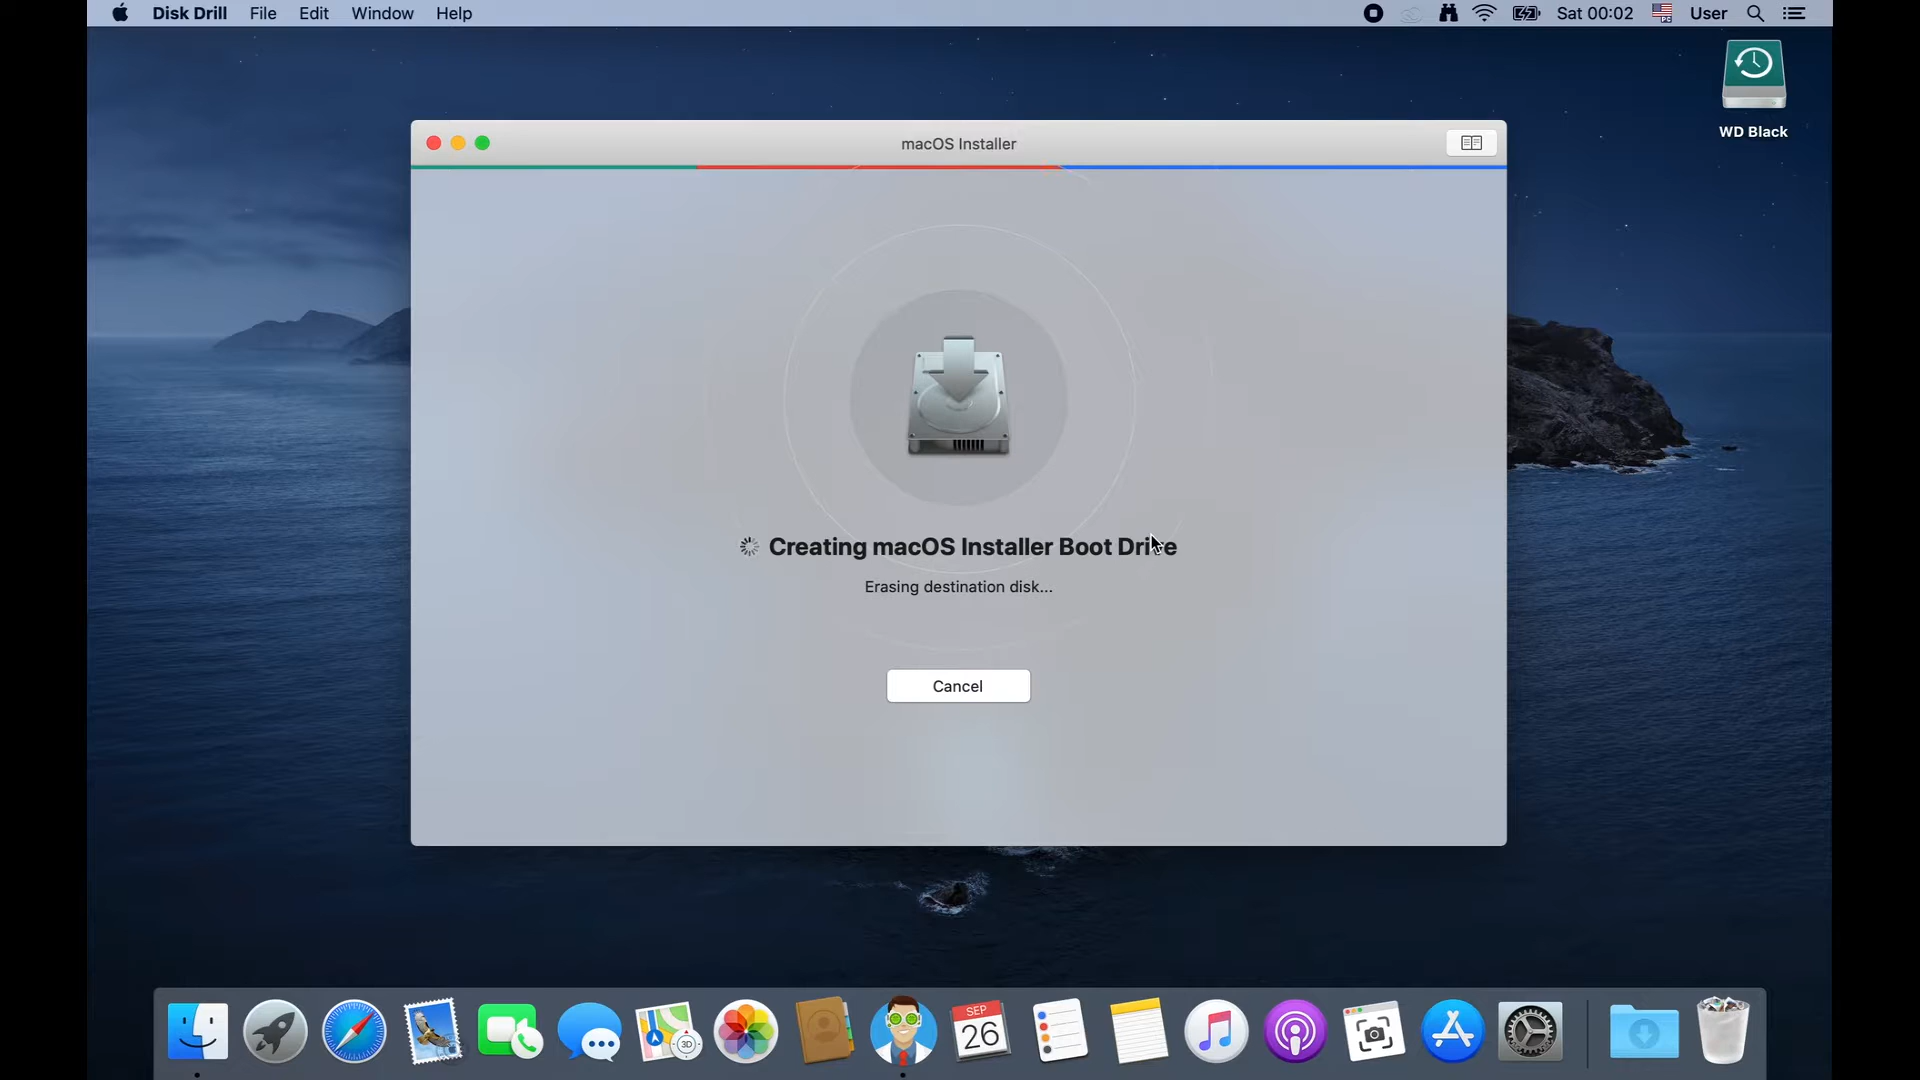 Disk Drill File Edit Window Help Sat 00:02 User
WD Black
macOS Installer
Creating macOS Installer Boot Drive
Erasing destination disk...
Cancel
3D
SEP
26